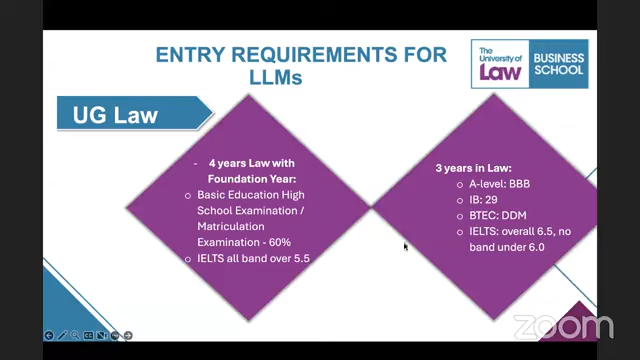 ENTRY REQUIREMENTS FOR
LLMs
The
University of
Law
BUSINESS
SCHOOL
UG Law
- 4 years Law with
Foundation Year:
o Basic Education High
School Examination /
Matriculation
Examination - 60%
o IELTS all band over 5.5
3 years in Law:
o A-level: BBB
o IB: 29
o BTEC: DDM
o IELTS: overall 6.5, no
band under 6.0
zoom